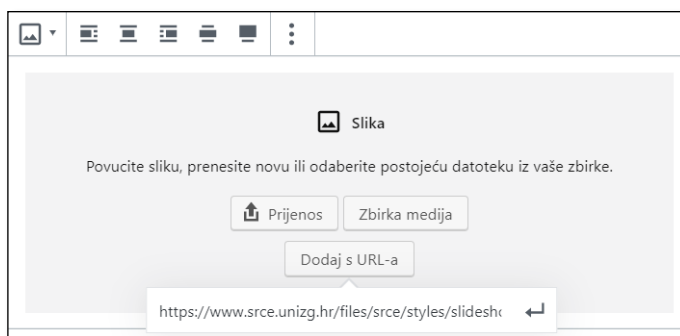 Slika
Povucite sliku, prenesite novu ili odaberite postojeću datoteku iz vaše zbirke.
Prijenos Zbirka medija
Dodaj s URL-a
https://www.srce.unizg.hr/files/srce/styles/slidesh